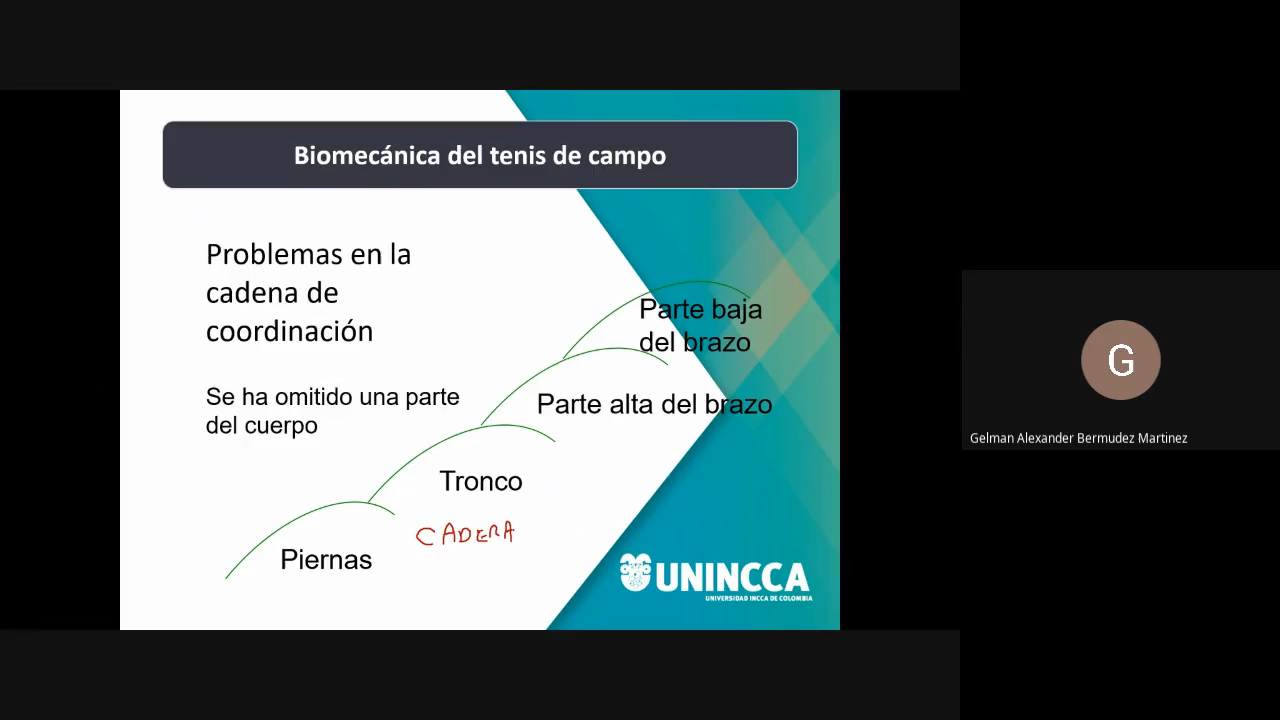 Biomecánica del tenis de campo
Problemas en la
cadena de
coordinación
Se ha omitido una parte
del cuerpo
Parte baja
del brazo
Parte alta del brazo
Tronco
CADERA
Piernas
UNINCCA
UNIVERSIDAD INCCA DE COLOMBIA
G
Gelman Alexander Bermudez Martinez